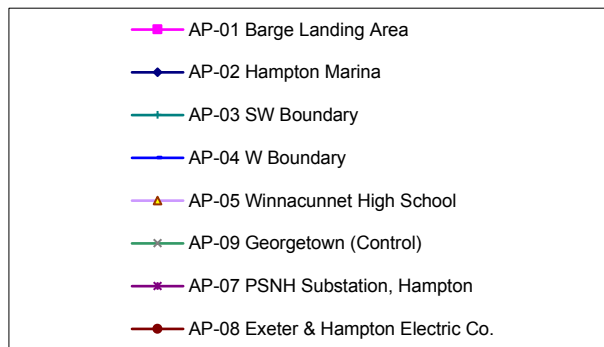 AP-01 Barge Landing Area
AP-02 Hampton Marina
AP-03 SW Boundary
AP-04 W Boundary
AP-05 Winnacunnet High School
AP-09 Georgetown (Control)
AP-07 PSNH Substation, Hampton
AP-08 Exeter & Hampton Electric Co.